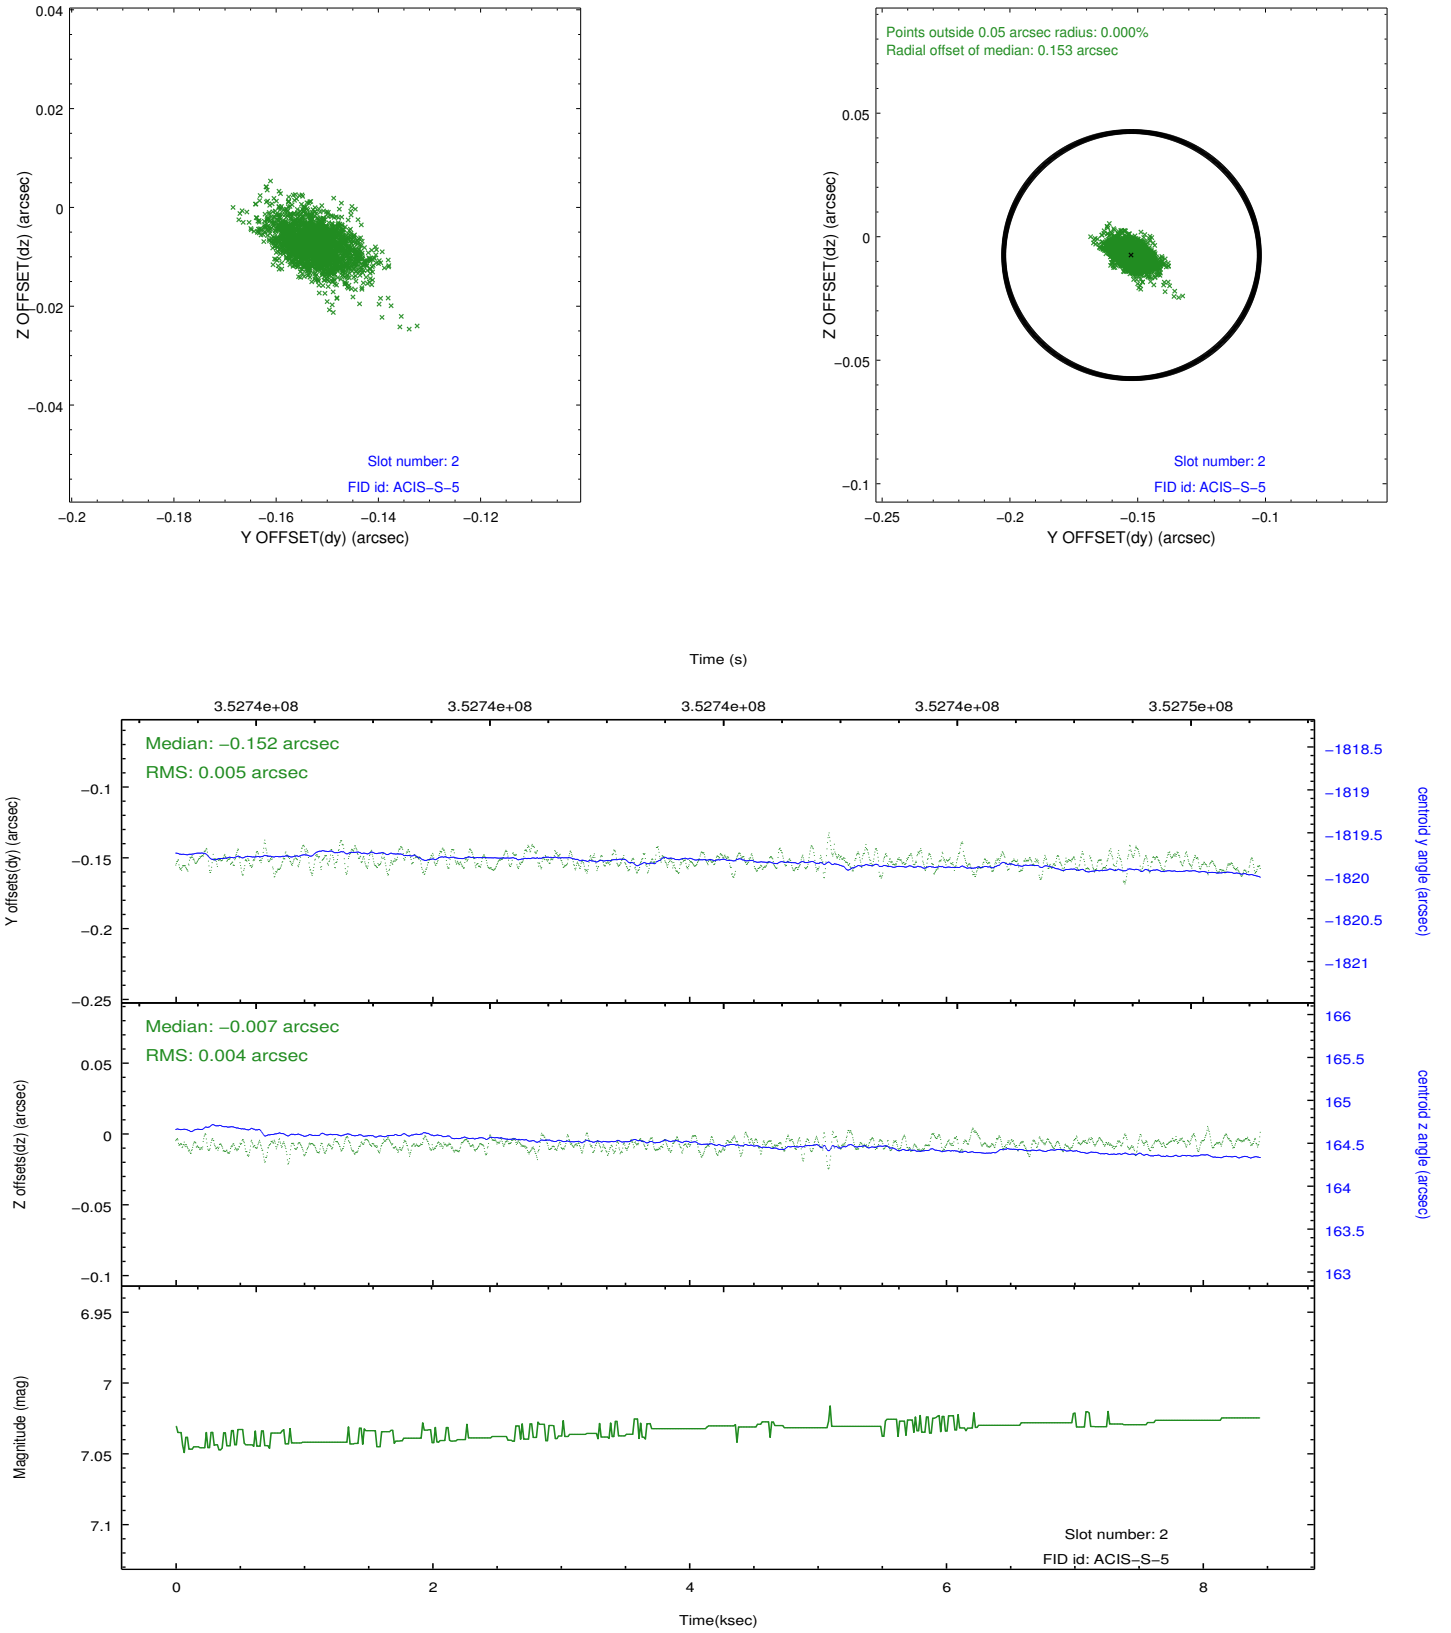 0.04
0.02
0
−0.02
−0.04
Z OFFSET(dz) (arcsec)
Slot number: 2
FID id: ACIS−S−5
−0.2
−0.18
−0.16
−0.14
−0.12
Y OFFSET(dy) (arcsec)
Points outside 0.05 arcsec radius: 0.000%
Radial offset of median: 0.153 arcsec
0.05
0
−0.05
−0.1
Z OFFSET(dz) (arcsec)
Slot number: 2
FID id: ACIS−S−5
−0.25
−0.2
−0.15
−0.1
Y OFFSET(dy) (arcsec)
Time (s)
3.5274e+08
3.5274e+08
3.5274e+08
3.5274e+08
3.5275e+08
Median: −0.152 arcsec
RMS: 0.005 arcsec
−0.1
−0.15
−0.2
−0.25
Y offsets(dy) (arcsec)
−1818.5
−1819
−1819.5
−1820
−1820.5
−1821
centroid y angle (arcsec)
Median: −0.007 arcsec
RMS: 0.004 arcsec
0.05
0
−0.05
−0.1
Z offsets(dz) (arcsec)
166
165.5
165
164.5
164
163.5
163
centroid z angle (arcsec)
6.95
7
7.05
7.1
Magnitude (mag)
Slot number: 2
FID id: ACIS−S−5
0
2
4
6
8
Time(ksec)